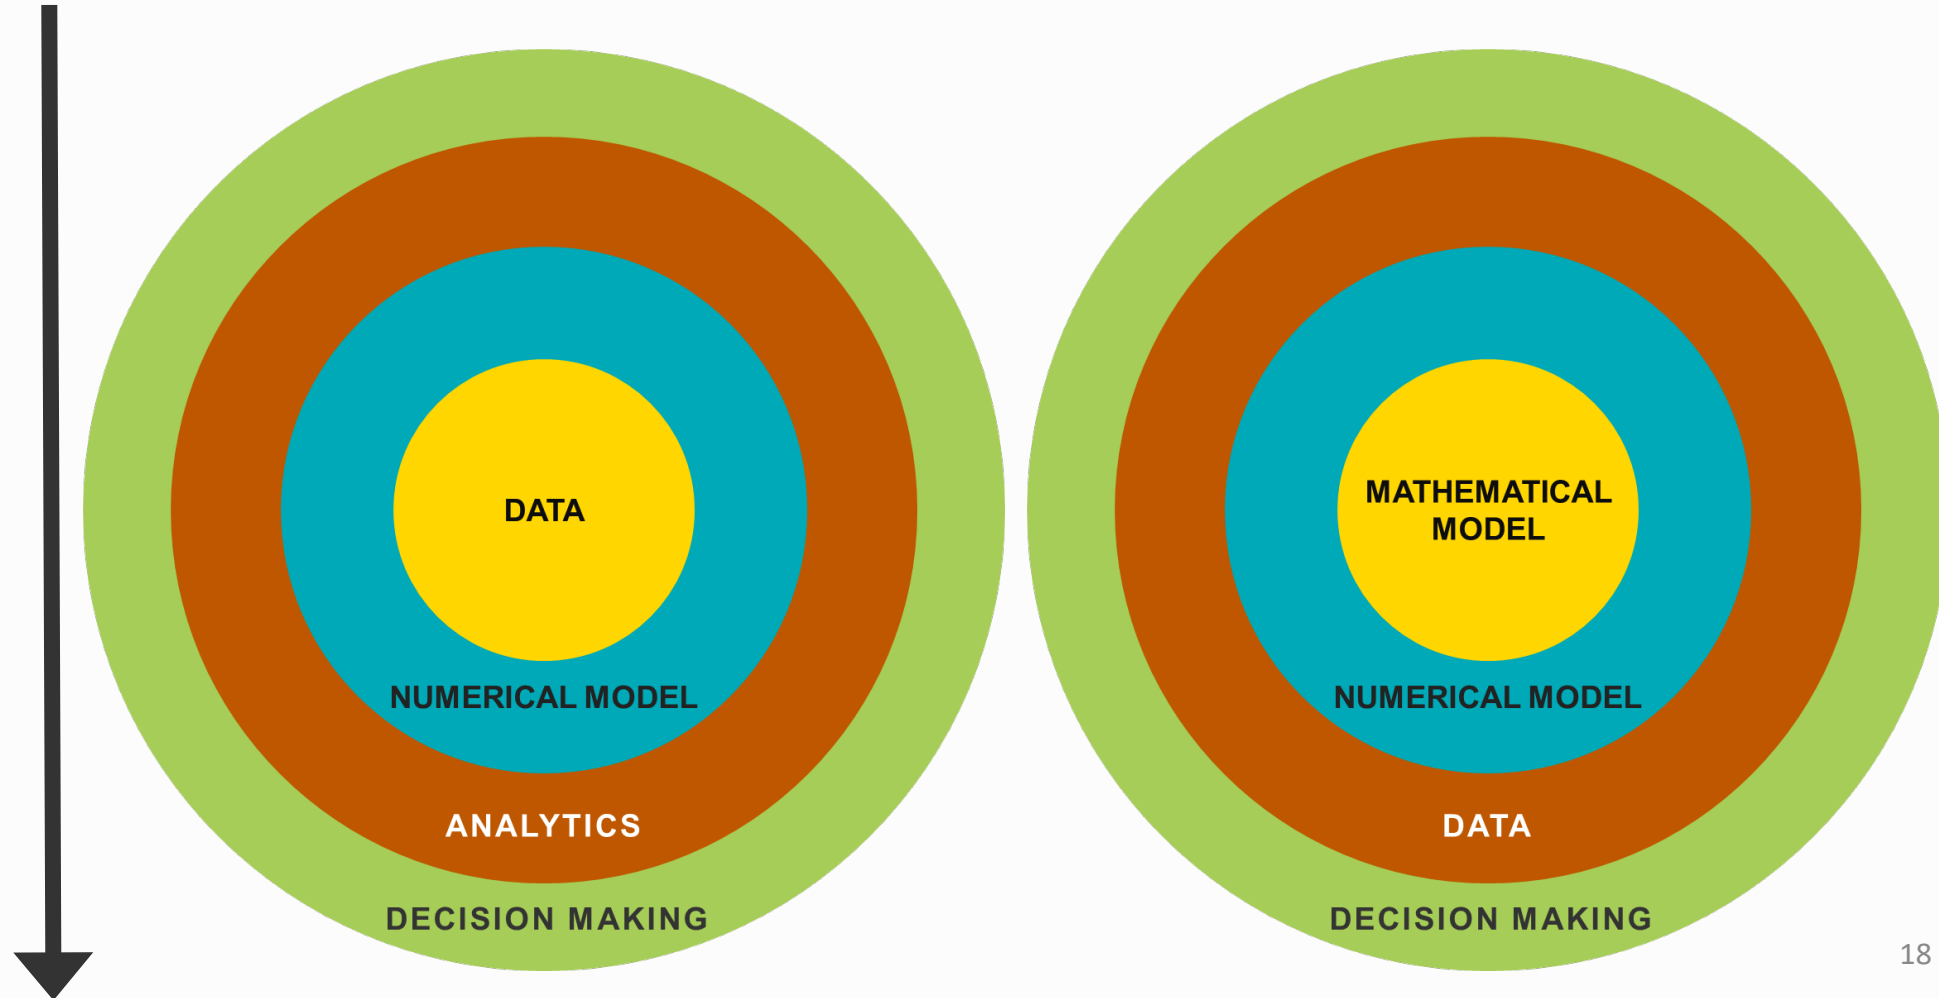 DATA
NUMERICAL MODEL
ANALYTICS
DECISION MAKING
MATHEMATICAL
MODEL
NUMERICAL MODEL
DATA
DECISION MAKING
18